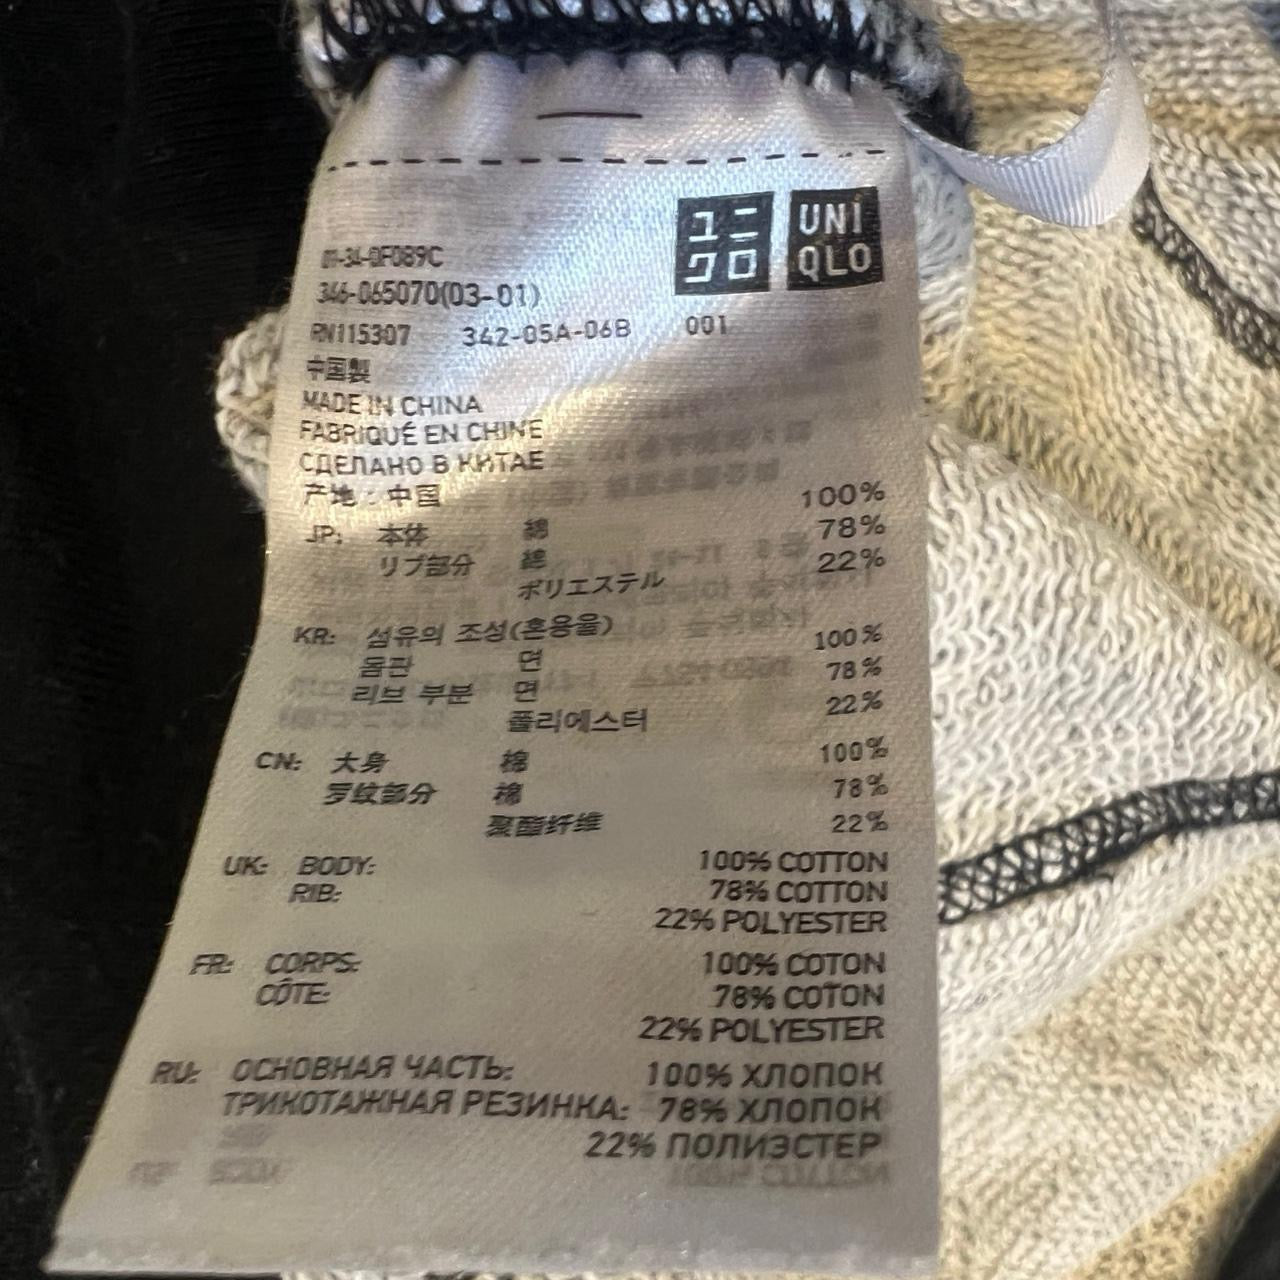 ユニ
クロ
UNI
QLO
01-34-0F089C
346-065070(03-01)
RN115307 342-05A-06B 001
中国製
MADE IN CHINA
FABRIQUÉ EN CHINE
СДЕЛАНО В КИТАЕ
产地：中国
JP: 本体 綿 100%
リブ部分 綿 78%
ポリエステル 22%
KR: 섬유의 조성(혼용율)
몸판 면 100%
리브 부분 면 78%
폴리에스터 22%
CN: 大身 棉 100%
罗纹部分 棉 78%
聚酯纤维 22%
UK: BODY: 100% COTTON
RIB: 78% COTTON
22% POLYESTER
FR: CORPS: 100% COTON
CÔTE: 78% COTON
22% POLYESTER
RU: ОСНОВНАЯ ЧАСТЬ: 100% ХЛОПОК
ТРИКОТАЖНАЯ РЕЗИНКА: 78% ХЛОПОК
22% ПОЛИЭСТЕР